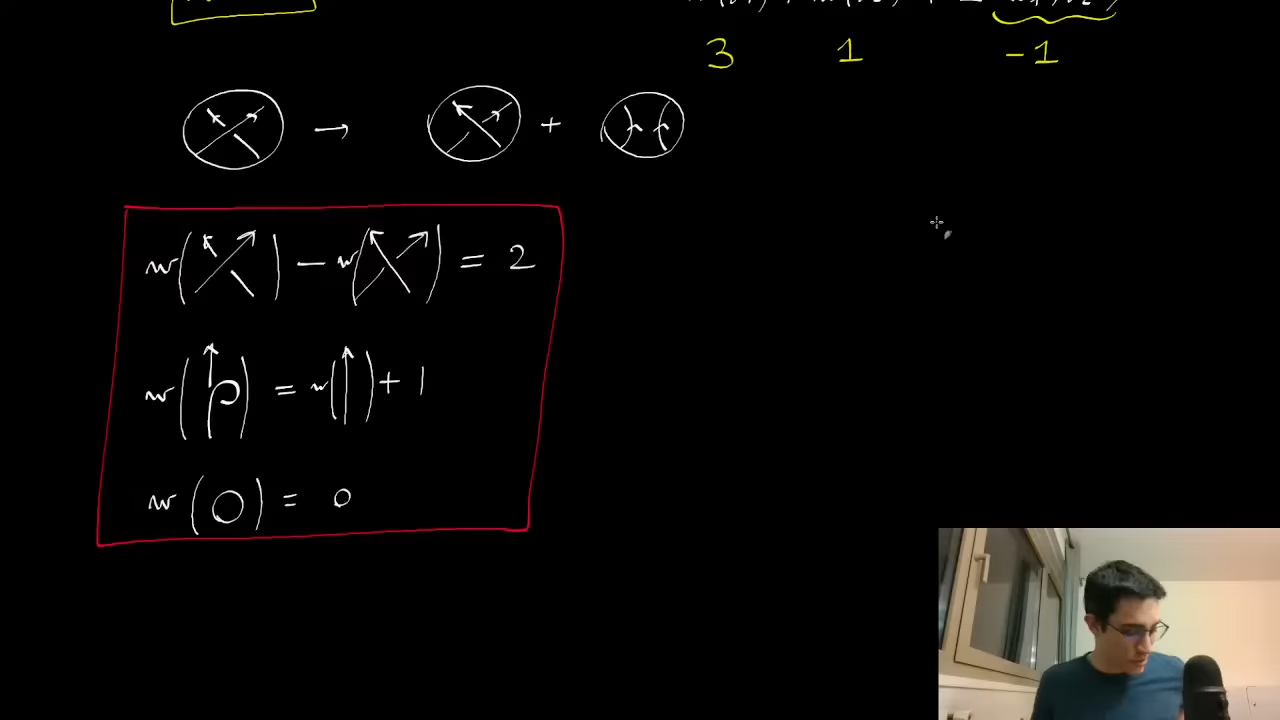 3 1 -1
→ +
w( ) - w( ) = 2
w( ) = w( ) + 1
w(O) = 0